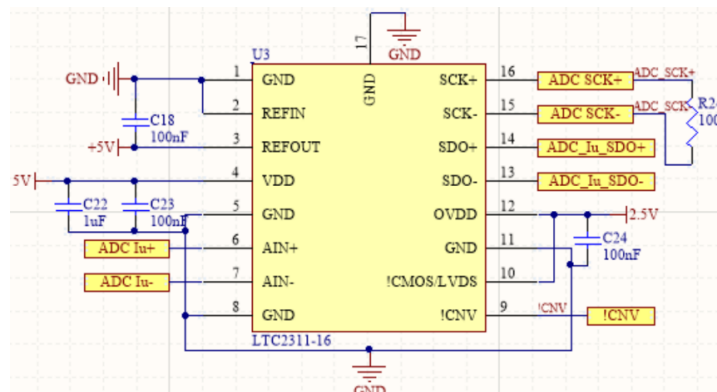 U3
17
GND
GND
GND
1
GND
SCK+
16
ADC SCK+
ADC_SCK+
2
REFIN
SCK-
15
ADC SCK-
ADC_SCK
C18
100nF
+5V
3
REFOUT
SDO+
14
ADC_Iu_SDO+
5V
4
VDD
SDO-
13
ADC_Iu_SDO-
C22
1uF
C23
100nF
5
GND
OVDD
12
2.5V
ADC Iu+
6
AIN+
GND
11
C24
100nF
ADC Iu-
7
AIN-
!CMOS/LVDS
10
8
GND
!CNV
9
!CNV
!CNV
LTC2311-16
GND